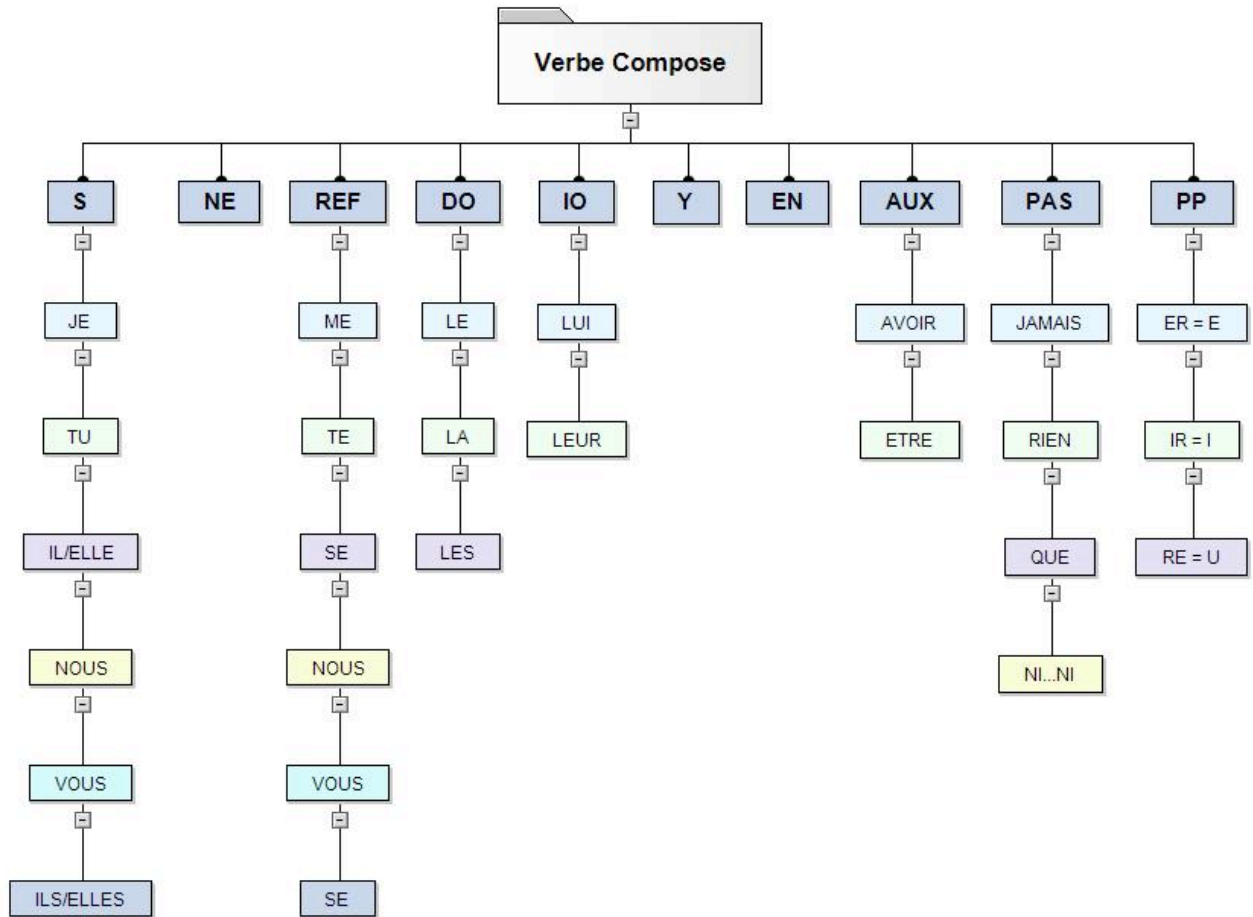 Verbe Compose
S NE REF DO IO Y EN AUX PAS PP
JE ME LE LUI AVOIR JAMAIS ER = E
TU TE LA LEUR ETRE RIEN IR = I
IL/ELLE SE LES QUE RE = U
NOUS NOUS NI...NI
VOUS VOUS
ILS/ELLES SE